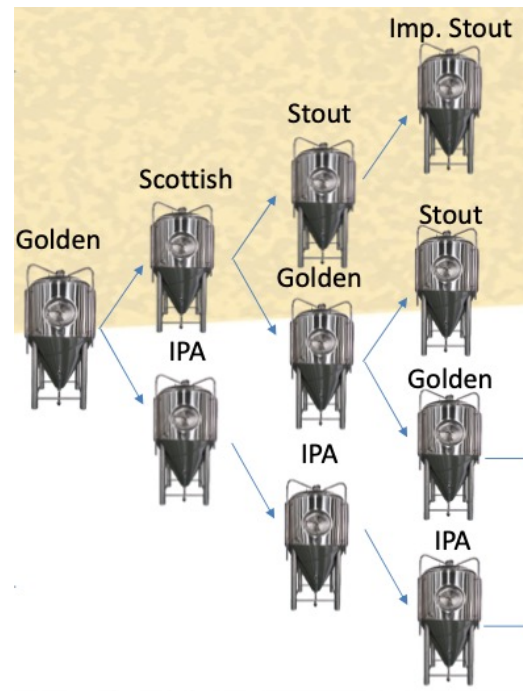 Imp. Stout
Stout
Scottish
Stout
Golden
Golden
IPA
Golden
IPA
IPA